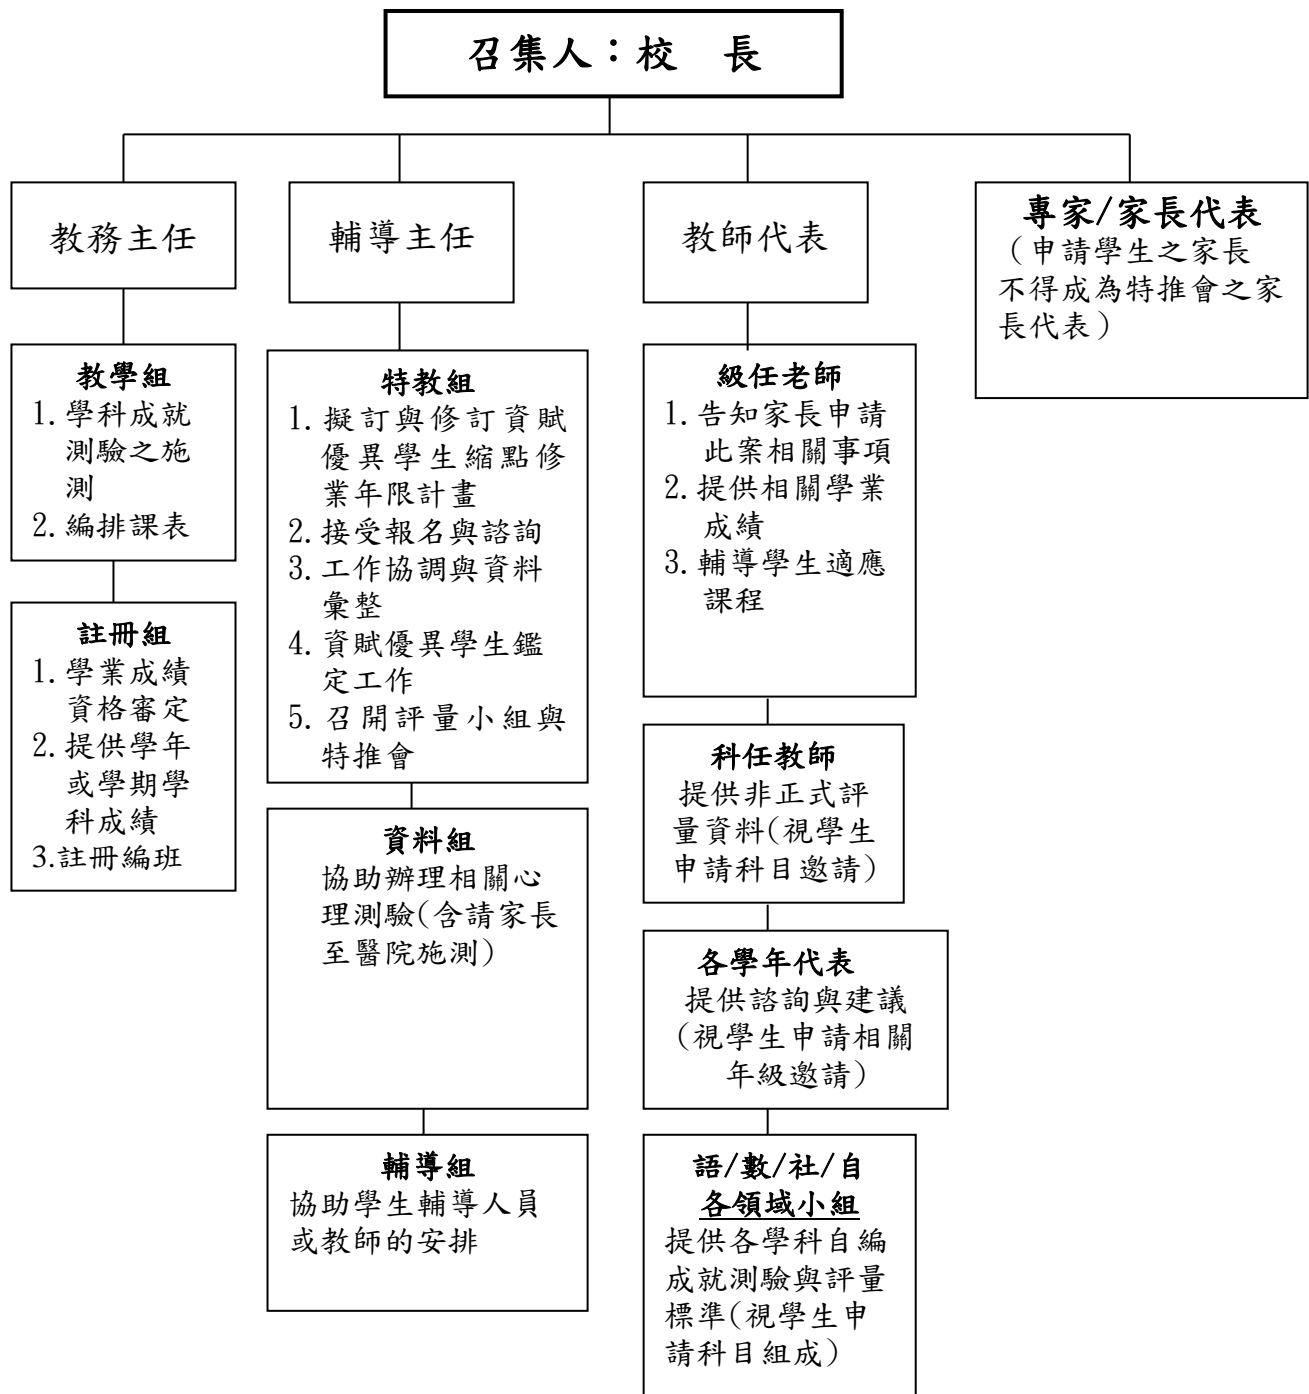 召集人：校　長
教務主任
輔導主任
教師代表
專家/家長代表
（申請學生之家長
不得成為特推會之家
長代表）
教學組
1.學科成就
測驗之施
測
2.編排課表
註冊組
1.學業成績
資格審定
2.提供學年
或學期學
科成績
3.註冊編班
特教組
1.擬訂與修訂資賦
優異學生縮點修
業年限計畫
2.接受報名與諮詢
3.工作協調與資料
彙整
4.資賦優異學生鑑
定工作
5.召開評量小組與
特推會
資料組
協助辦理相關心
理測驗(含請家長
至醫院施測)
輔導組
協助學生輔導人員
或教師的安排
級任老師
1.告知家長申請
此案相關事項
2.提供相關學業
成績
3.輔導學生適應
課程
科任教師
提供非正式評
量資料(視學生
申請科目邀請)
各學年代表
提供諮詢與建議
(視學生申請相關
年級邀請)
語/數/社/自
各領域小組
提供各學科自編
成就測驗與評量
標準(視學生申
請科目組成)